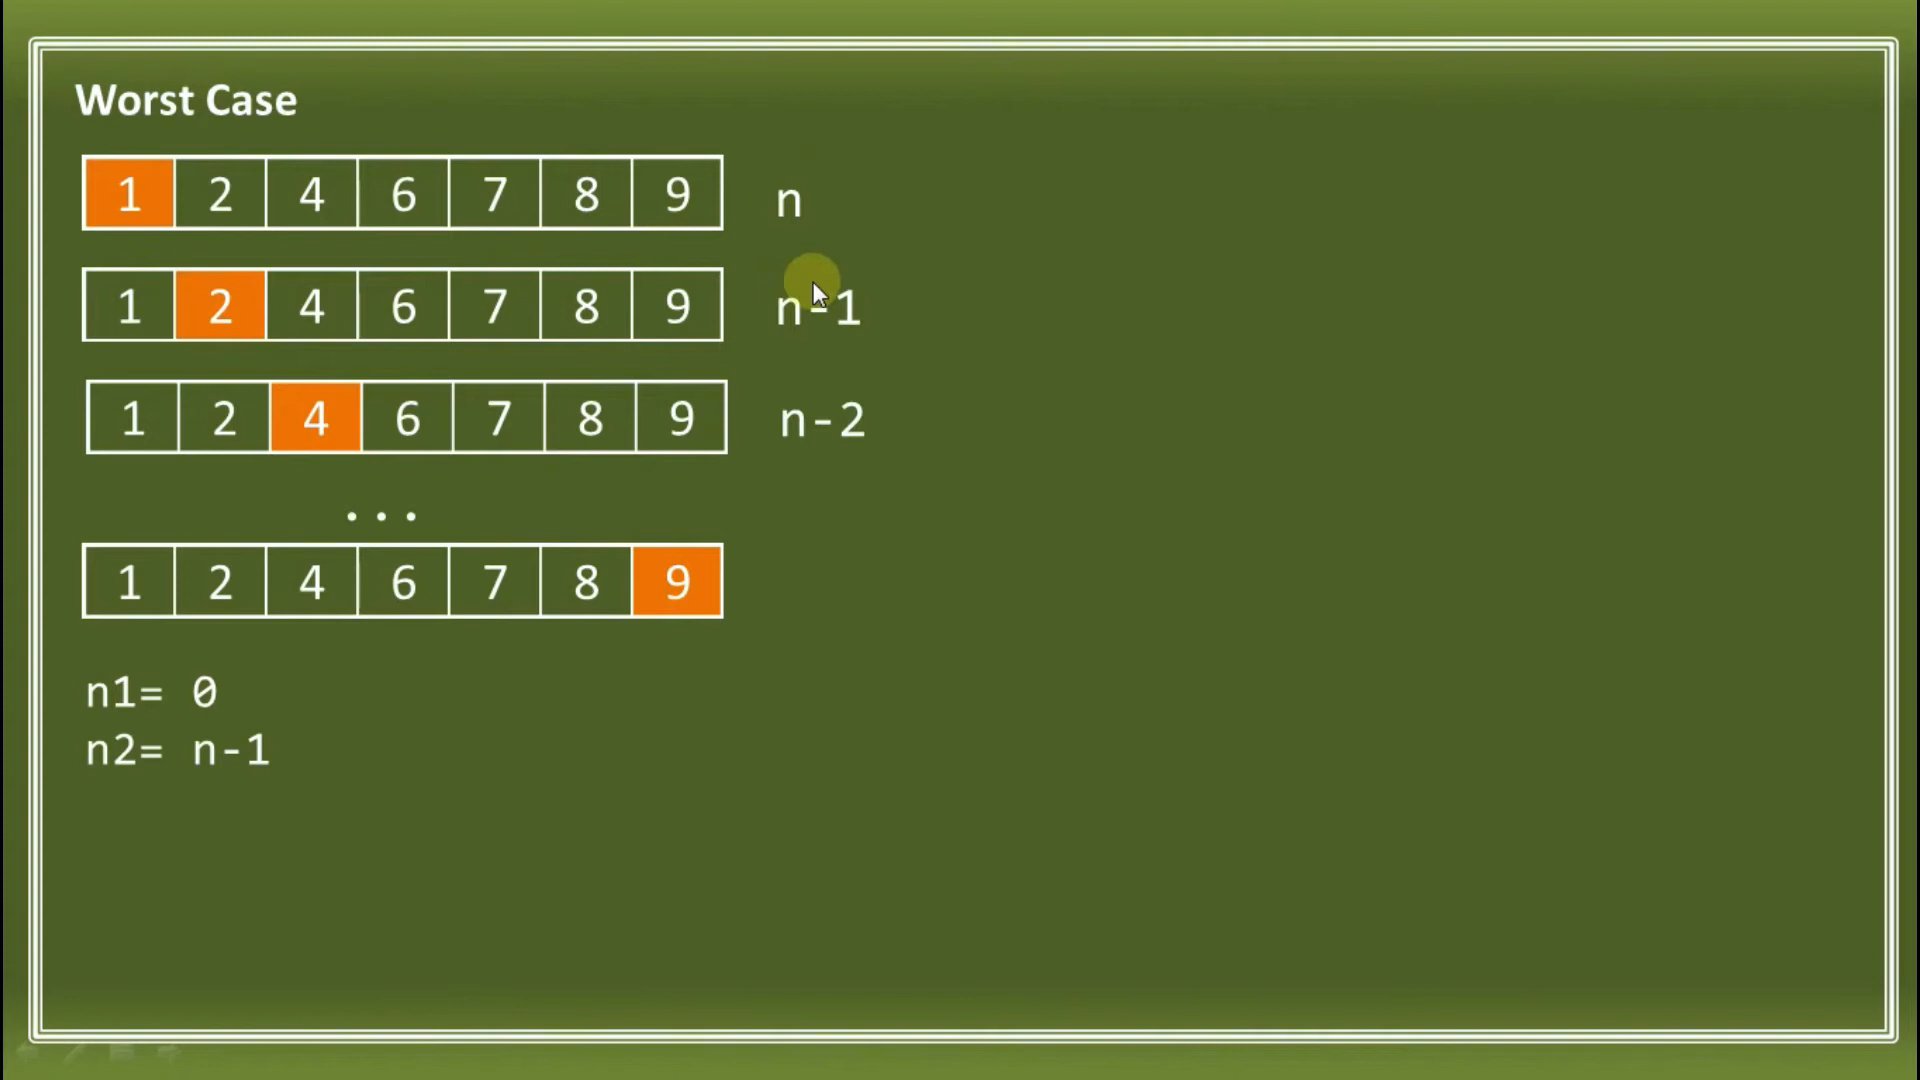 Worst Case
1 2 4 6 7 8 9 n
1 2 4 6 7 8 9 n-1
1 2 4 6 7 8 9 n-2
...
1 2 4 6 7 8 9
n1= 0
n2= n-1